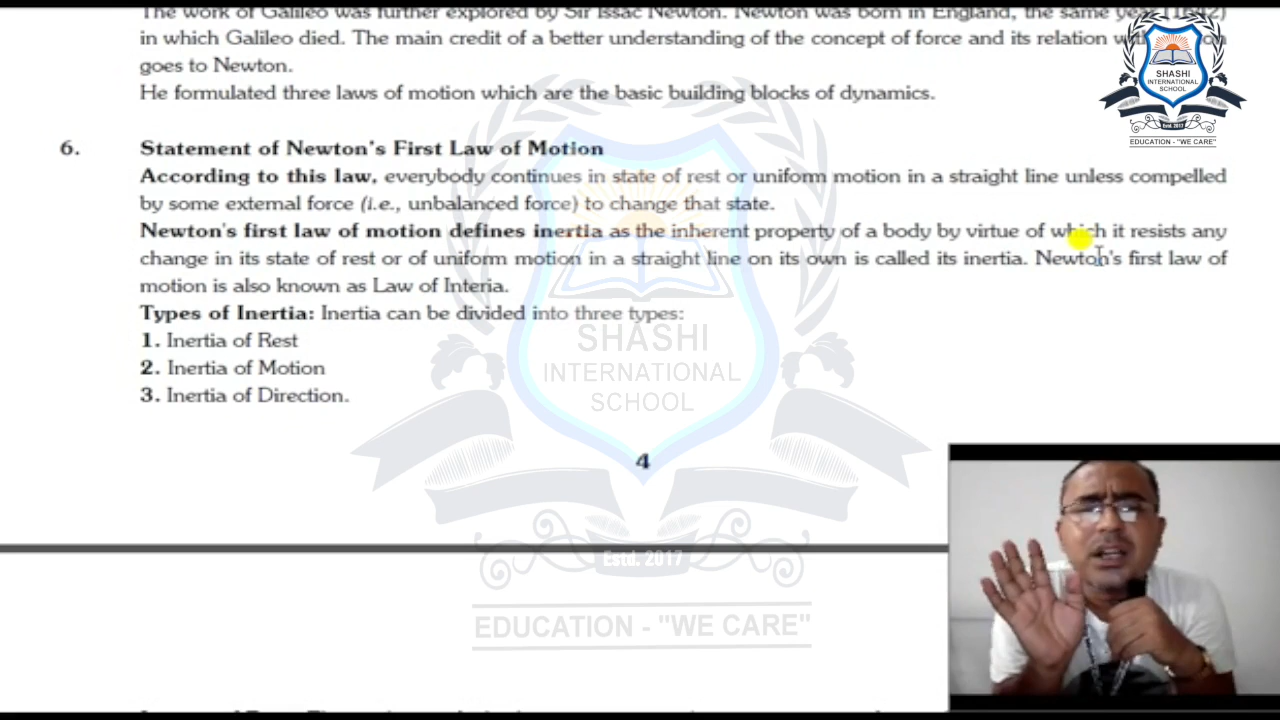 The work of Galileo was further explored by Sir Issac Newton. Newton was born in England, the same year (1642)
in which Galileo died. The main credit of a better understanding of the concept of force and its relation
goes to Newton.
He formulated three laws of motion which are the basic building blocks of dynamics.
6. Statement of Newton's First Law of Motion
According to this law, everybody continues in state of rest or uniform motion in a straight line unless compelled
by some external force (i.e., unbalanced force) to change that state.
Newton's first law of motion defines inertia as the inherent property of a body by virtue of which it resists any
change in its state of rest or of uniform motion in a straight line on its own is called its inertia. Newton's first law of
motion is also known as Law of Interia.
Types of Inertia: Inertia can be divided into three types:
1. Inertia of Rest
2. Inertia of Motion
3. Inertia of Direction.
4
SHASHI
INTERNATIONAL
SCHOOL
Estd. 2017
EDUCATION - "WE CARE"
SHASHI
INTERNATIONAL
SCHOOL
Estd. 2017
EDUCATION - "WE CARE"